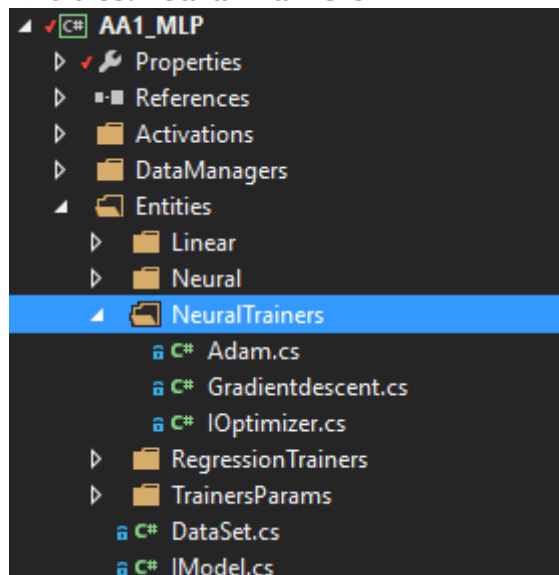 C# AA1_MLP
Properties
References
Activations
DataManagers
Entities
Linear
Neural
NeuralTrainers
C# Adam.cs
C# Gradientdescent.cs
C# IOptimizer.cs
RegressionTrainers
TrainersParams
C# DataSet.cs
C# IModel.cs